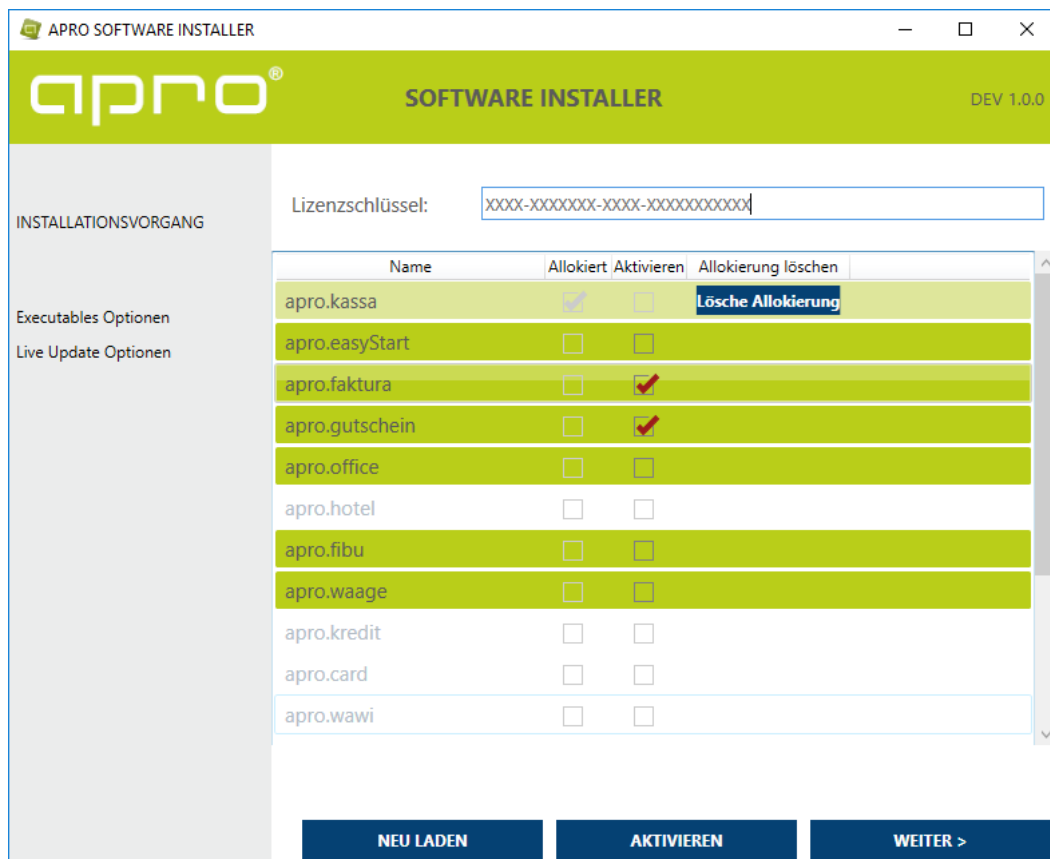 APRO SOFTWARE INSTALLER
apro®
SOFTWARE INSTALLER
DEV 1.0.0
INSTALLATIONSVORGANG
Executables Optionen
Live Update Optionen
Lizenzschlüssel: XXXX-XXXXXXX-XXXX-XXXXXXXXXXX
Name Allokiert Aktivieren Allokierung löschen
apro.kassa Lösche Allokierung
apro.easyStart
apro.faktura
apro.gutschein
apro.office
apro.hotel
apro.fibu
apro.waage
apro.kredit
apro.card
apro.wawi
NEU LADEN AKTIVIEREN WEITER >